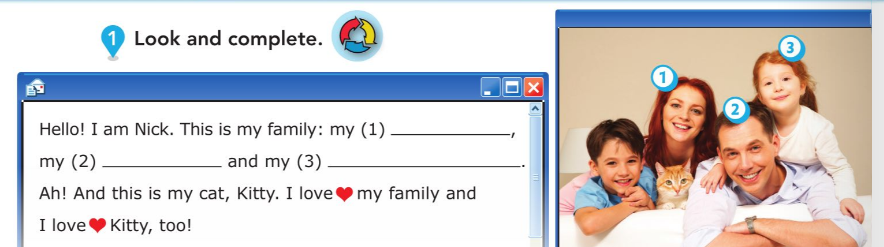 1 Look and complete.
Hello! I am Nick. This is my family: my (1) ____________,
my (2) ____________ and my (3) ____________________.
Ah! And this is my cat, Kitty. I love❤ my family and
I love❤ Kitty, too!
1
2
3